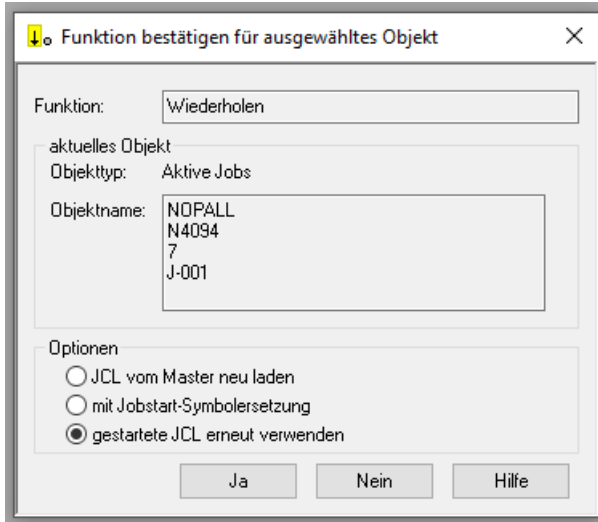 Funktion bestätigen für ausgewähltes Objekt
Funktion: Wiederholen
aktuelles Objekt
Objekttyp: Aktive Jobs
Objektname: NOPALL
N4094
7
J-001
Optionen
JCL vom Master neu laden
mit Jobstart-Symbolersetzung
gestartete JCL erneut verwenden
Ja Nein Hilfe